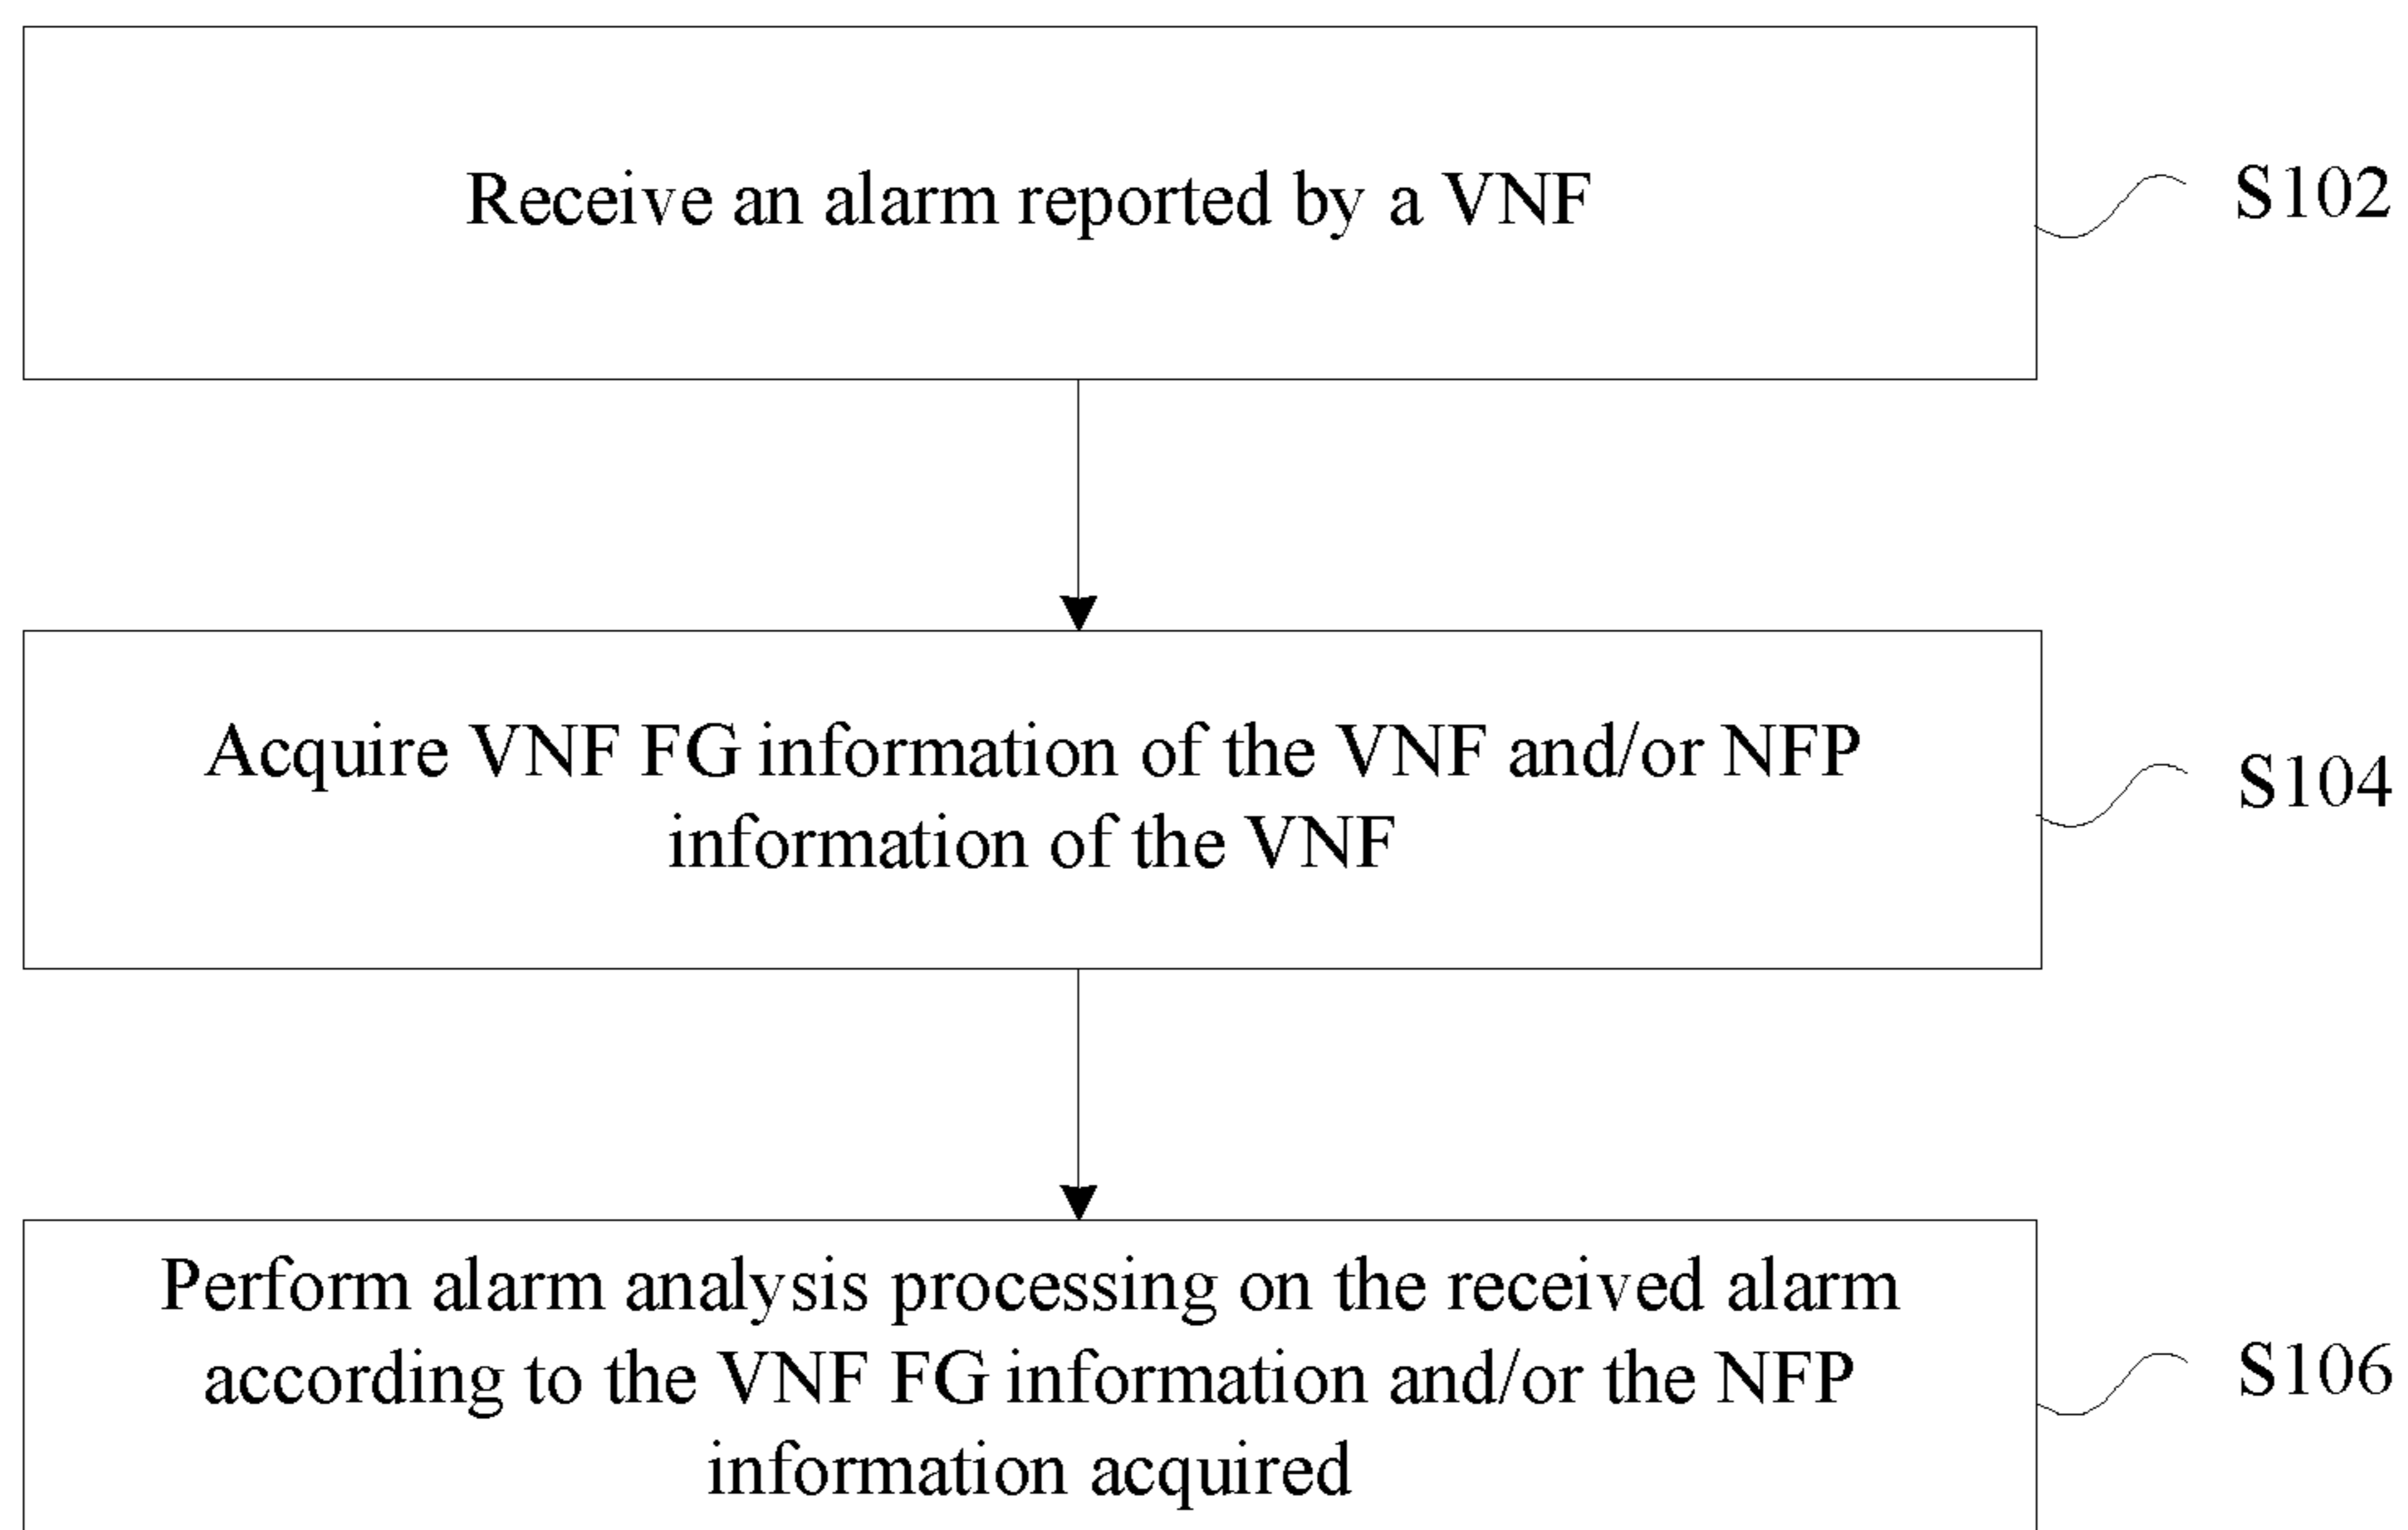 Receive an alarm reported by a VNF
S102
Acquire VNF FG information of the VNF and/or NFP
information of the VNF
S104
Perform alarm analysis processing on the received alarm
according to the VNF FG information and/or the NFP
information acquired
S106